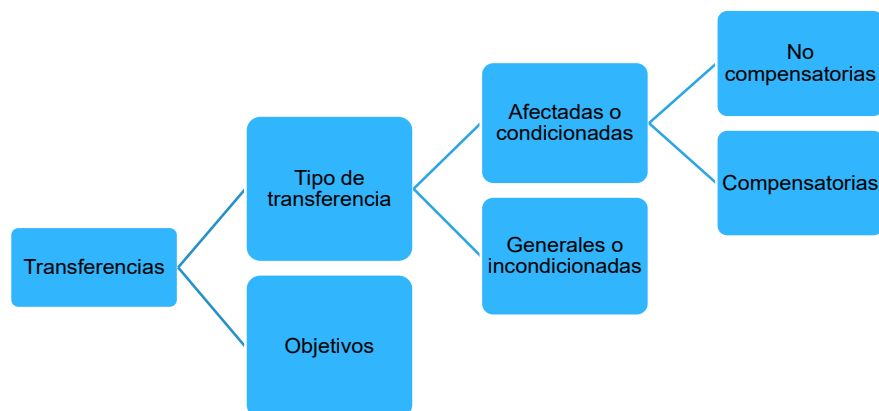 Transferencias
Tipo de
transferencia
Objetivos
Afectadas o
condicionadas
Generales o
incondicionadas
No
compensatorias
Compensatorias